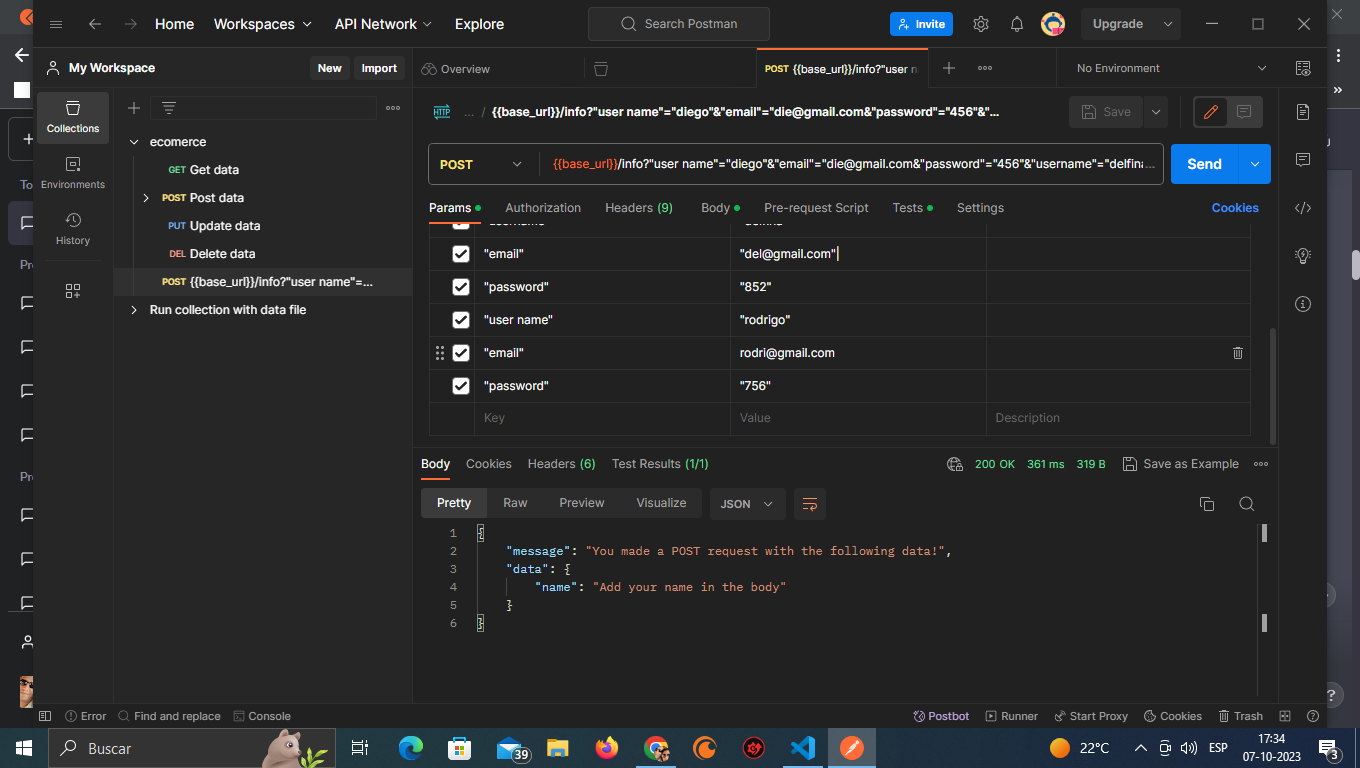 Home Workspaces API Network Explore Search Postman Invite Upgrade
My Workspace New Import Overview POST {{base_url}}/info?"user n No Environment
Collections
Environments
History
ecomerce
GET Get data
POST Post data
PUT Update data
DEL Delete data
POST {{base_url}}/info?"user name"=...
Run collection with data file
HTTP ... / {{base_url}}/info?"user name"="diego"&"email"="die@gmail.com&"password"="456"&"... Save
POST {{base_url}}/info?"user name"="diego"&"email"="die@gmail.com&"password"="456"&"username"="delfina... Send
Params Authorization Headers (9) Body Pre-request Script Tests Settings Cookies
"email" "del@gmail.com"
"password" "852"
"user name" "rodrigo"
"email" rodri@gmail.com
"password" "756"
Key Value Description
Body Cookies Headers (6) Test Results (1/1) 200 OK 361 ms 319 B Save as Example
Pretty Raw Preview Visualize JSON
1 {
2 "message": "You made a POST request with the following data!",
3 "data": {
4 "name": "Add your name in the body"
5 }
6 }
Error Find and replace Console Postbot Runner Start Proxy Cookies Trash
Buscar 39 22°C ESP 17:34
07-10-2023 3